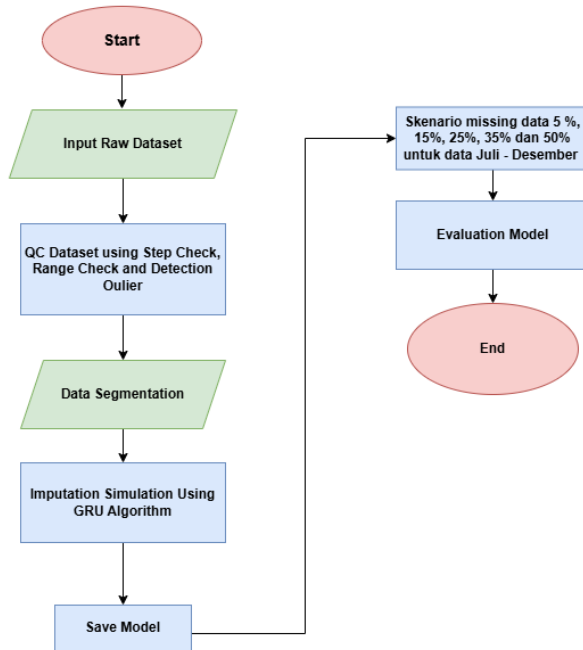 Start
Input Raw Dataset
QC Dataset using Step Check,
Range Check and Detection
Oulier
Data Segmentation
Imputation Simulation Using
GRU Algorithm
Save Model
Skenario missing data 5 %,
15%, 25%, 35% dan 50%
untuk data Juli - Desember
Evaluation Model
End